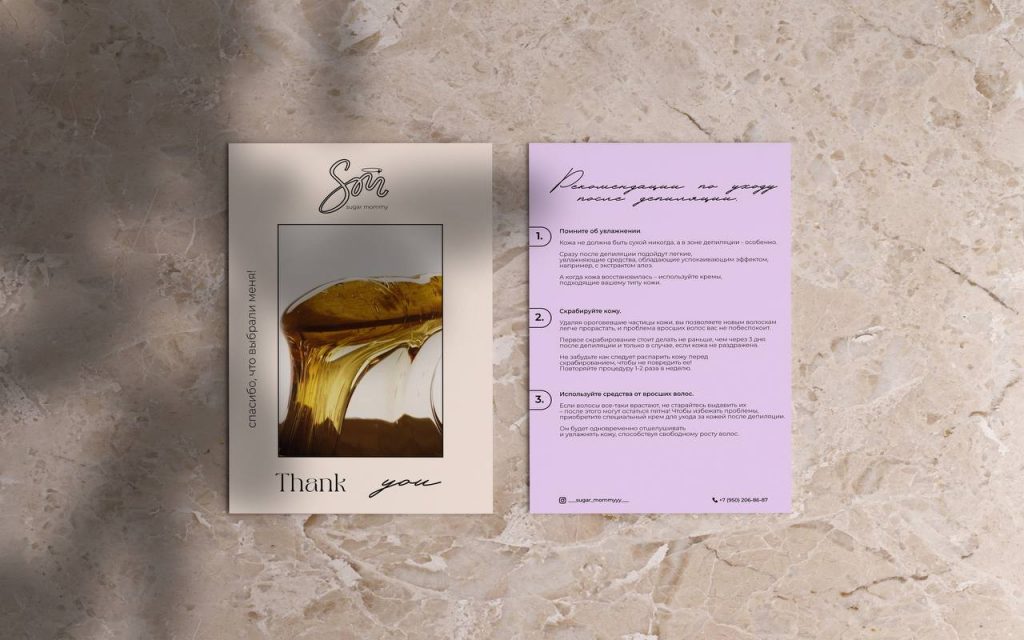 sugar mommy
спасибо, что выбрали меня!
Thank you
Рекомендации по уходу
после депиляции.
1.
Помните об увлажнении.
Кожа не должна быть сухой никогда, а в зоне депиляции - особенно.
Сразу после депиляции подойдут легкие,
увлажняющие средства, обладающие успокаивающим эффектом,
например, с экстрактом алоэ.
А когда кожа восстановилась – используйте кремы,
подходящие вашему типу кожи.
2.
Скрабируйте кожу.
Удаляя ороговевшие частицы кожи, вы позволяете новым волоскам
легче прорастать, и проблема вросших волос вас не побеспокоит.
Первое скрабирование стоит делать не раньше, чем через 3 дня
после депиляции и только в случае, если кожа не раздражена.
Не забудьте как следует распарить кожу перед
скрабированием, чтобы не повредить ее!
Повторяйте процедуру 1-2 раза в неделю.
3.
Используйте средства от вросших волос.
Если волосы все-таки врастают, не старайтесь выдавить их
– после этого могут остаться пятна! Чтобы избежать проблемы,
приобретите специальный крем для ухода за кожей после депиляции.
Он будет одновременно отшелушивать
и увлажнять кожу, способствуя свободному росту волос.
__sugar_mommyyy__
+7 (950) 206-86-87